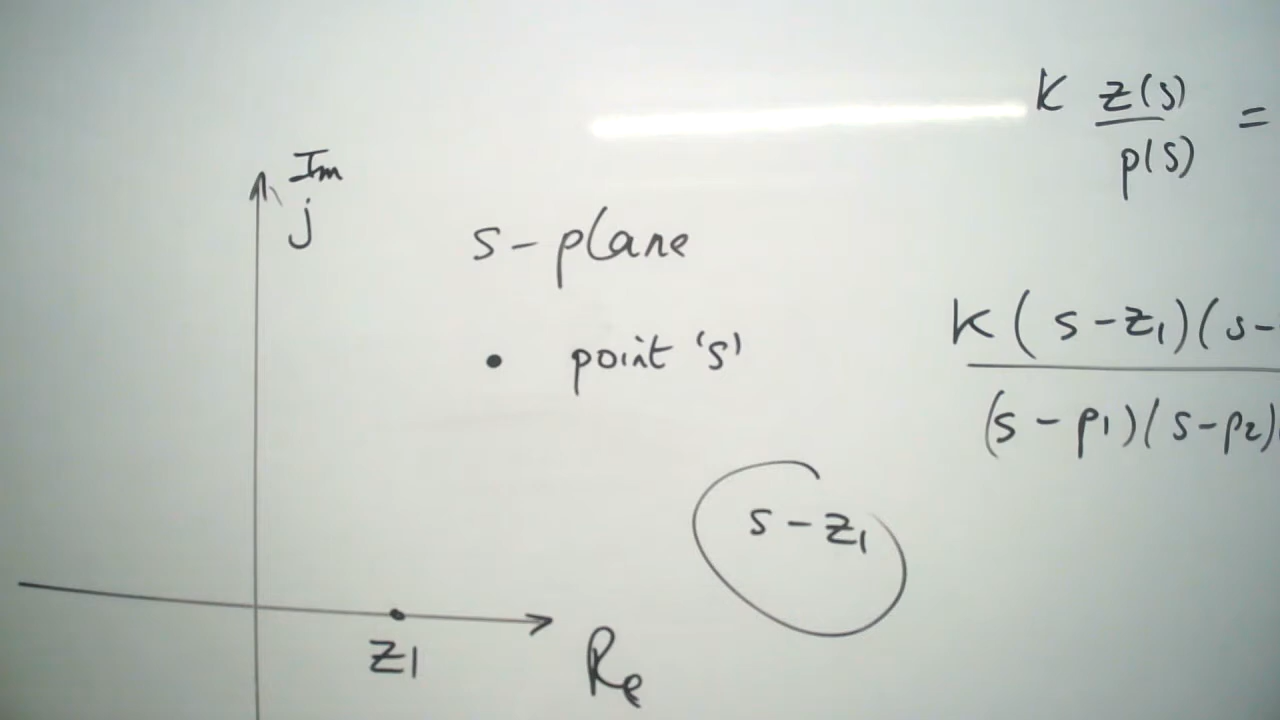 Im
j
s-plane
• point 's'
s - z₁
z1
Re
K z(s)
p(s)
=
K(s-z₁)(s-
(s-p₁)(s-p₂)